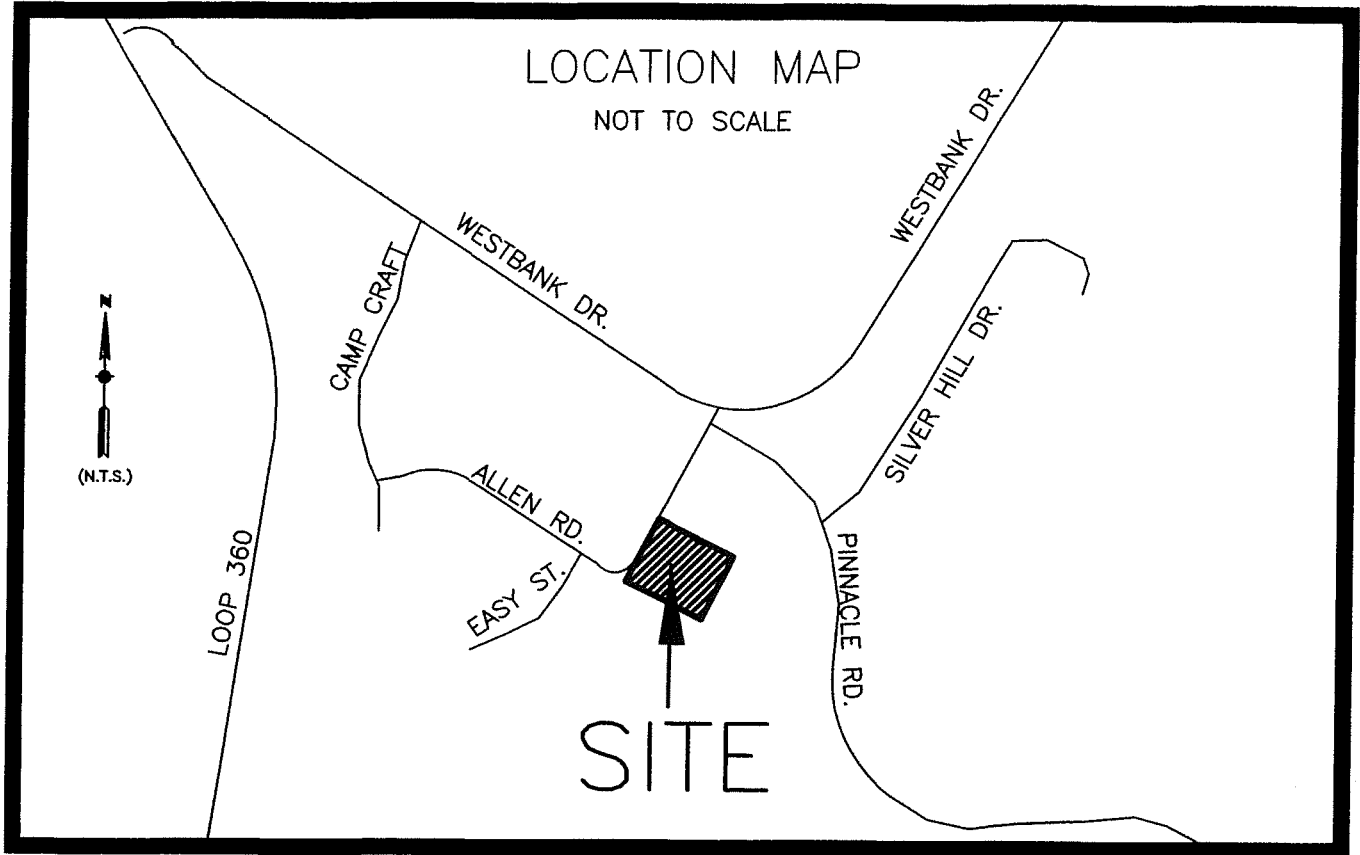 LOCATION MAP
NOT TO SCALE
WESTBANK DR.
WESTBANK DR.
CAMP CRAFT
SILVER HILL DR.
N
(N.T.S.)
ALLEN RD.
EASY ST.
PINNACLE RD.
LOOP 360
SITE